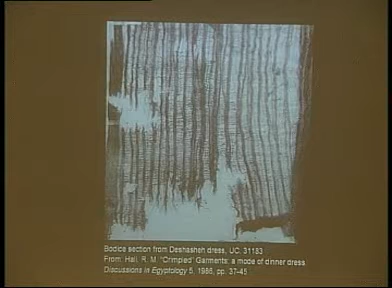 Bodice section from Deshasheh dress, UC. 31183
From: Hall, R. M. "Crimpled" Garments: a mode of dinner dress.
Discussions in Egyptology 5, 1986, pp. 37-45